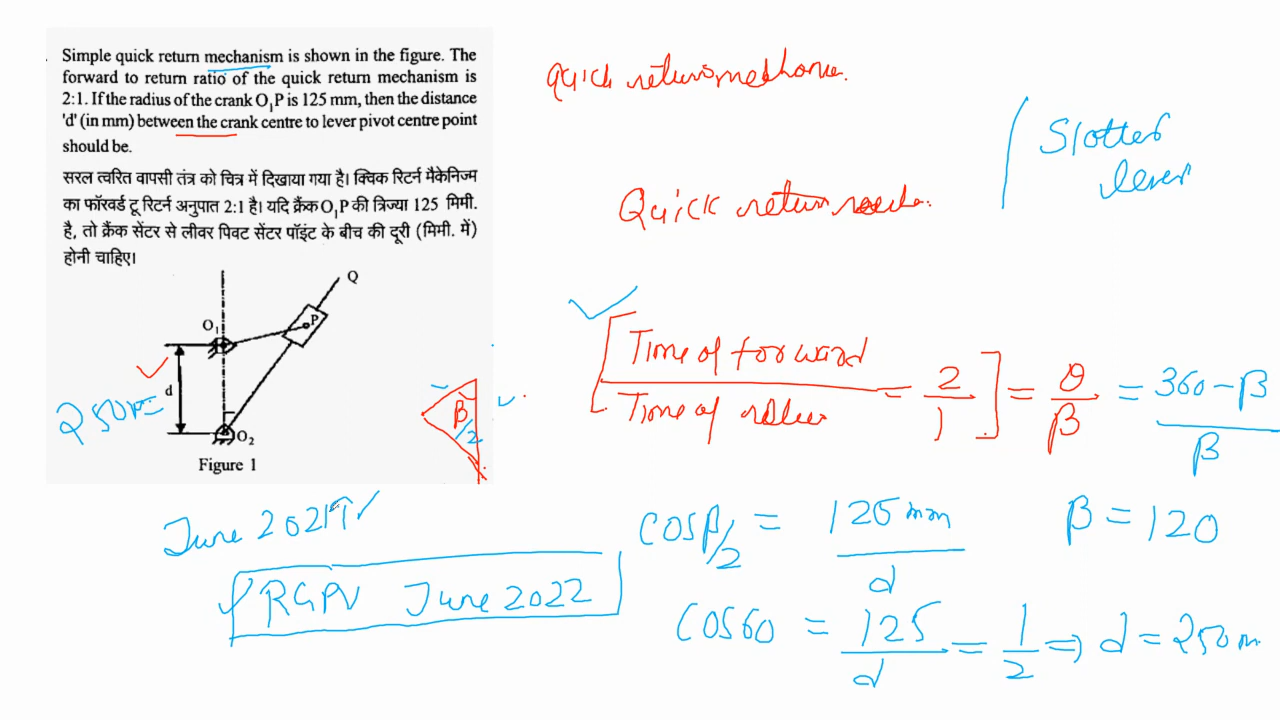 Simple quick return mechanism is shown in the figure. The
forward to return ratio of the quick return mechanism is
2:1. If the radius of the crank O₁P is 125 mm, then the distance
'd' (in mm) between the crank centre to lever pivot centre point
should be.
सरल त्वरित वापसी तंत्र को चित्र में दिखाया गया है। क्विक रिटर्न मैकेनिज्म
का फॉरवर्ड टू रिटर्न अनुपात 2:1 है। यदि क्रैंक O₁P की त्रिज्या 125 मिमी.
है, तो क्रैंक सेंटर से लीवर पिवट सेंटर पॉइंट के बीच की दूरी (मिमी. में)
होनी चाहिए।
Q
P
O₁
d
O₂
Figure 1
250
β/2
June 202
RGPV June 2022
Quick return
Quick return
Slotted
lever
Time of forward / Time of = 2/1 = θ/β = 360-β/β
cos β/2 = 125 mm/d
β = 120
cos 60 = 125/d = 1/2 ⇒ d = 250 m